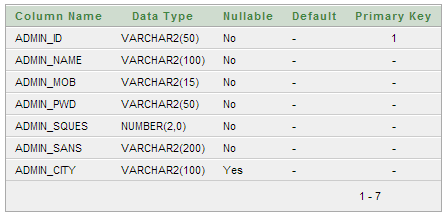 Column Name Data Type Nullable Default Primary Key
ADMIN_ID VARCHAR2(50) No - 1
ADMIN_NAME VARCHAR2(100) No - -
ADMIN_MOB VARCHAR2(15) No - -
ADMIN_PWD VARCHAR2(50) No - -
ADMIN_SQUES NUMBER(2,0) No - -
ADMIN_SANS VARCHAR2(200) No - -
ADMIN_CITY VARCHAR2(100) Yes - -
1 - 7